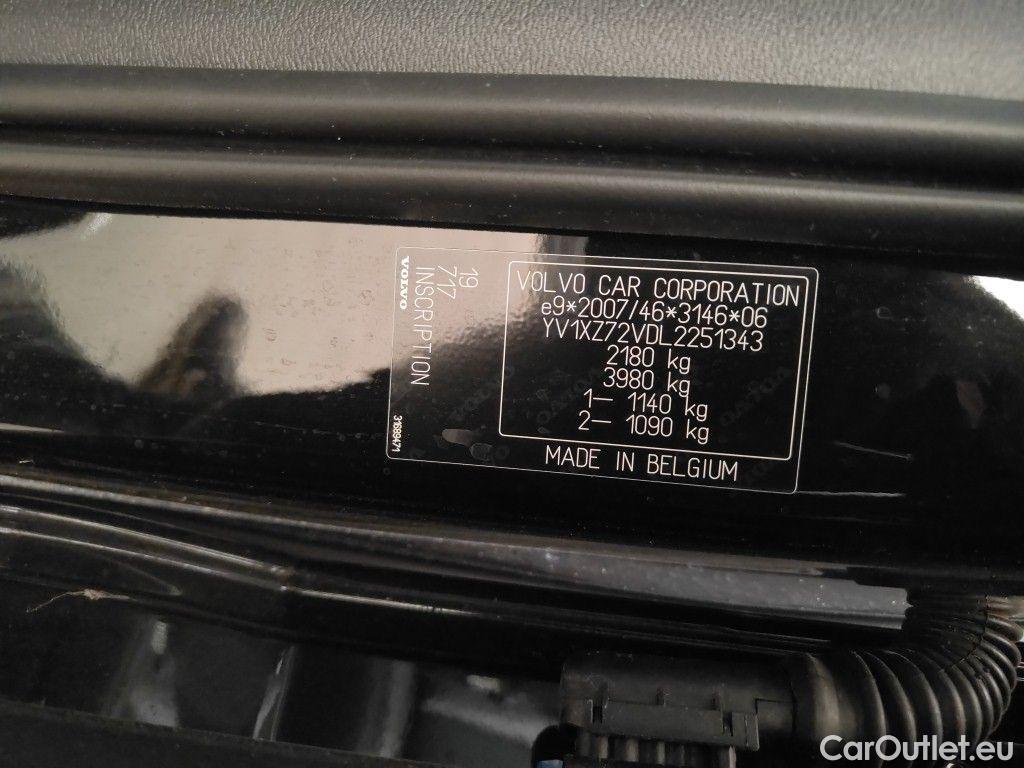 VOLVO
19
717
INSCRIPTION
31689471
VOLVO CAR CORPORATION
e9*2007/46*3146*06
YV1XZ72VDL2251343
2180 kg
3980 kg
1– 1140 kg
2– 1090 kg
MADE IN BELGIUM
CarOutlet.eu